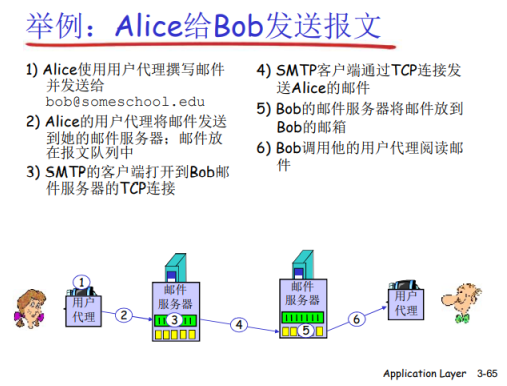 举例：Alice给Bob发送报文
1) Alice使用用户代理撰写邮件
并发送给
bob@someschool.edu
2) Alice的用户代理将邮件发送
到她的邮件服务器；邮件放
在报文队列中
3) SMTP的客户端打开到Bob邮
件服务器的TCP连接
4) SMTP客户端通过TCP连接发
送Alice的邮件
5) Bob的邮件服务器将邮件放到
Bob的邮箱
6) Bob调用他的用户代理阅读邮
件
1
用户
代理
2
邮件
服务器
3
4
邮件
服务器
5
6
用户
代理
Application Layer 3-65